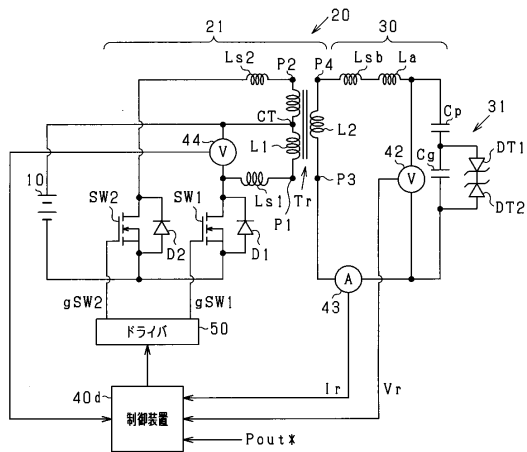 20
21
30
Ls2
P2
P4
Lsb
La
CT
Cp
31
44
V
L1
L2
Cg
DT1
10
SW2
SW1
Ls1
P1
Tr
P3
42
V
DT2
D2
D1
gSW2
gSW1
A
43
ドライバ
50
40d
制御装置
Ir
Vr
Pout*